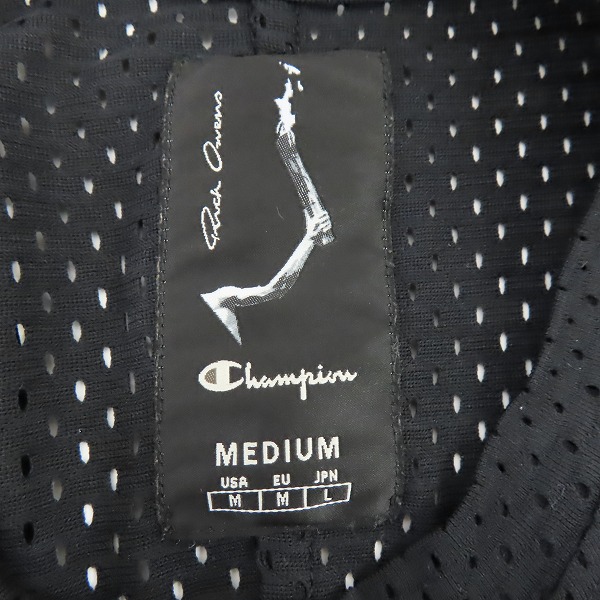 Rick Owens
Champion
MEDIUM
USA EU JPN
M M L